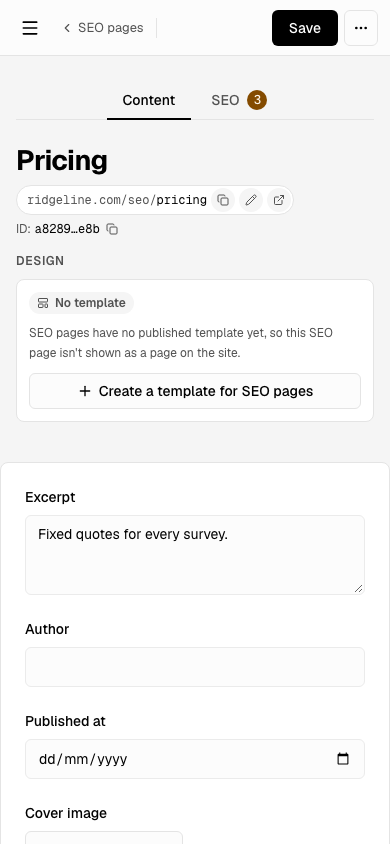 SEO pages
Save
Content
SEO 3
Pricing
ridgeline.com/seo/pricing
ID: a8289…e8b
DESIGN
No template
SEO pages have no published template yet, so this SEO
page isn't shown as a page on the site.
Create a template for SEO pages
Excerpt
Fixed quotes for every survey.
Author
Published at
dd/mm/yyyy
Cover image